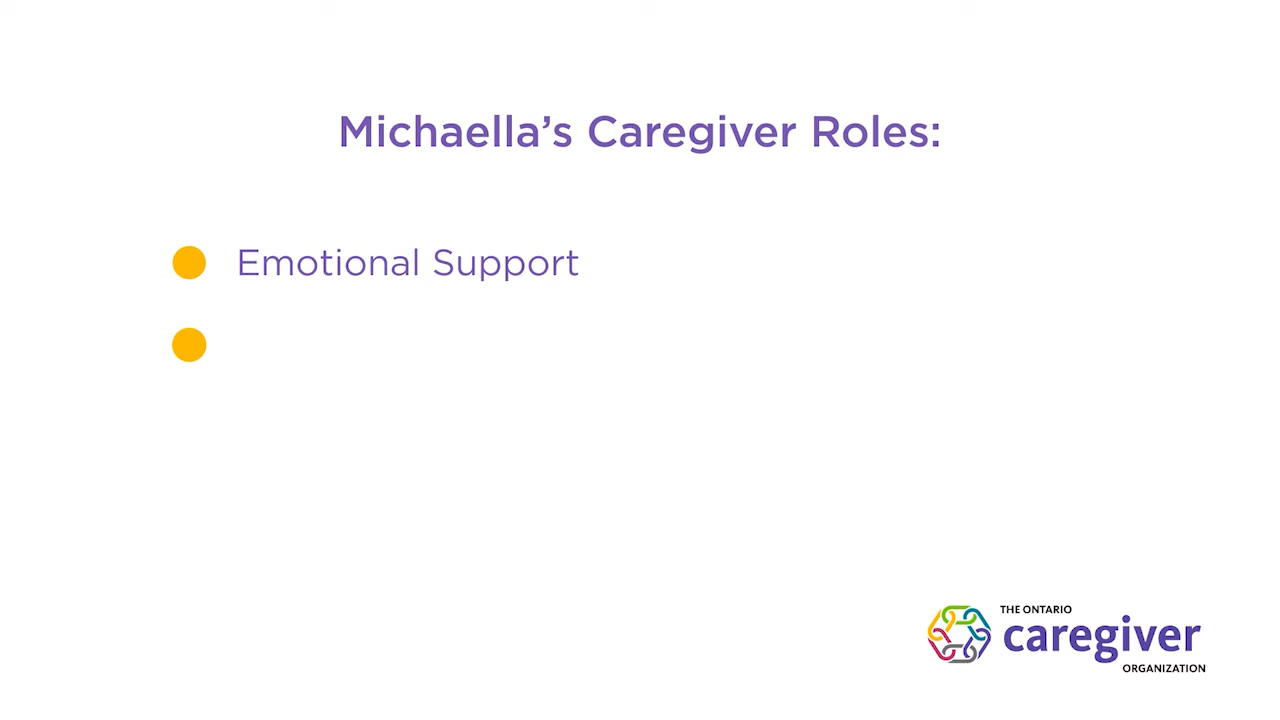 Michaella’s Caregiver Roles:
Emotional Support
THE ONTARIO
caregiver
ORGANIZATION